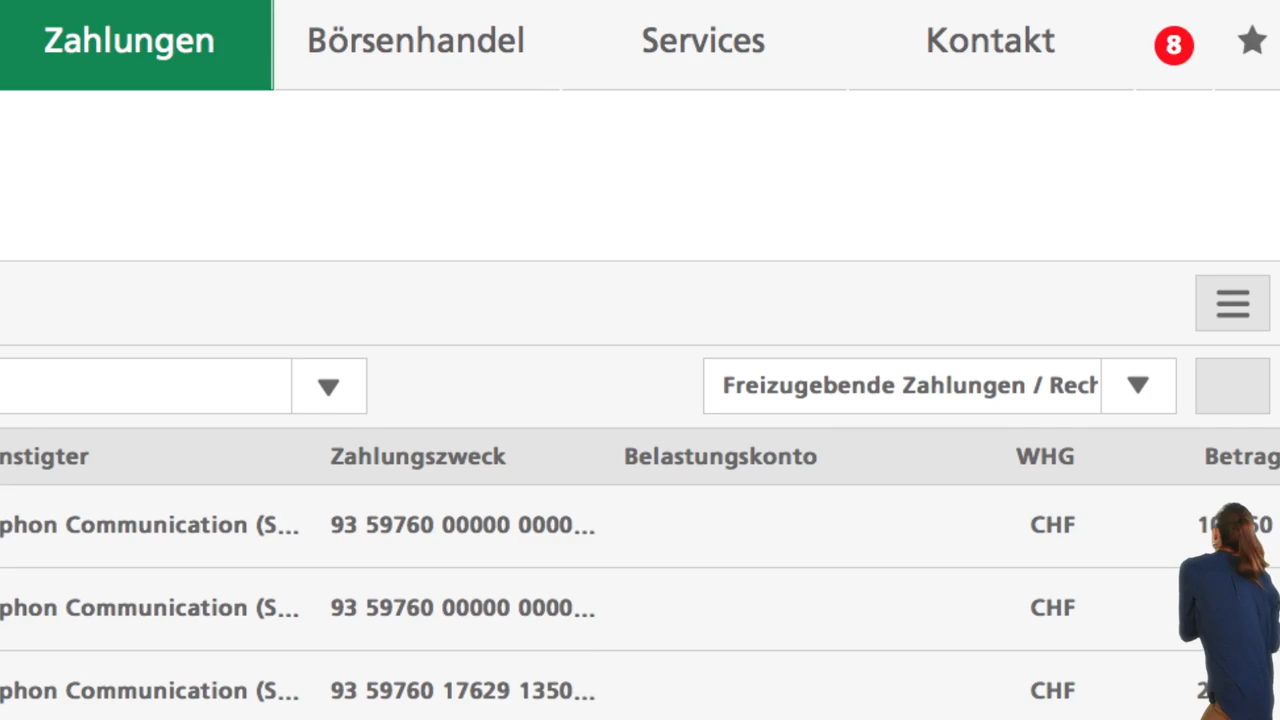 Zahlungen Börsenhandel Services Kontakt 8
Freizugebende Zahlungen / Rech
nstigter Zahlungszweck Belastungskonto WHG Betrag
phon Communication (S... 93 59760 00000 0000... CHF
phon Communication (S... 93 59760 00000 0000... CHF
phon Communication (S... 93 59760 17629 1350... CHF